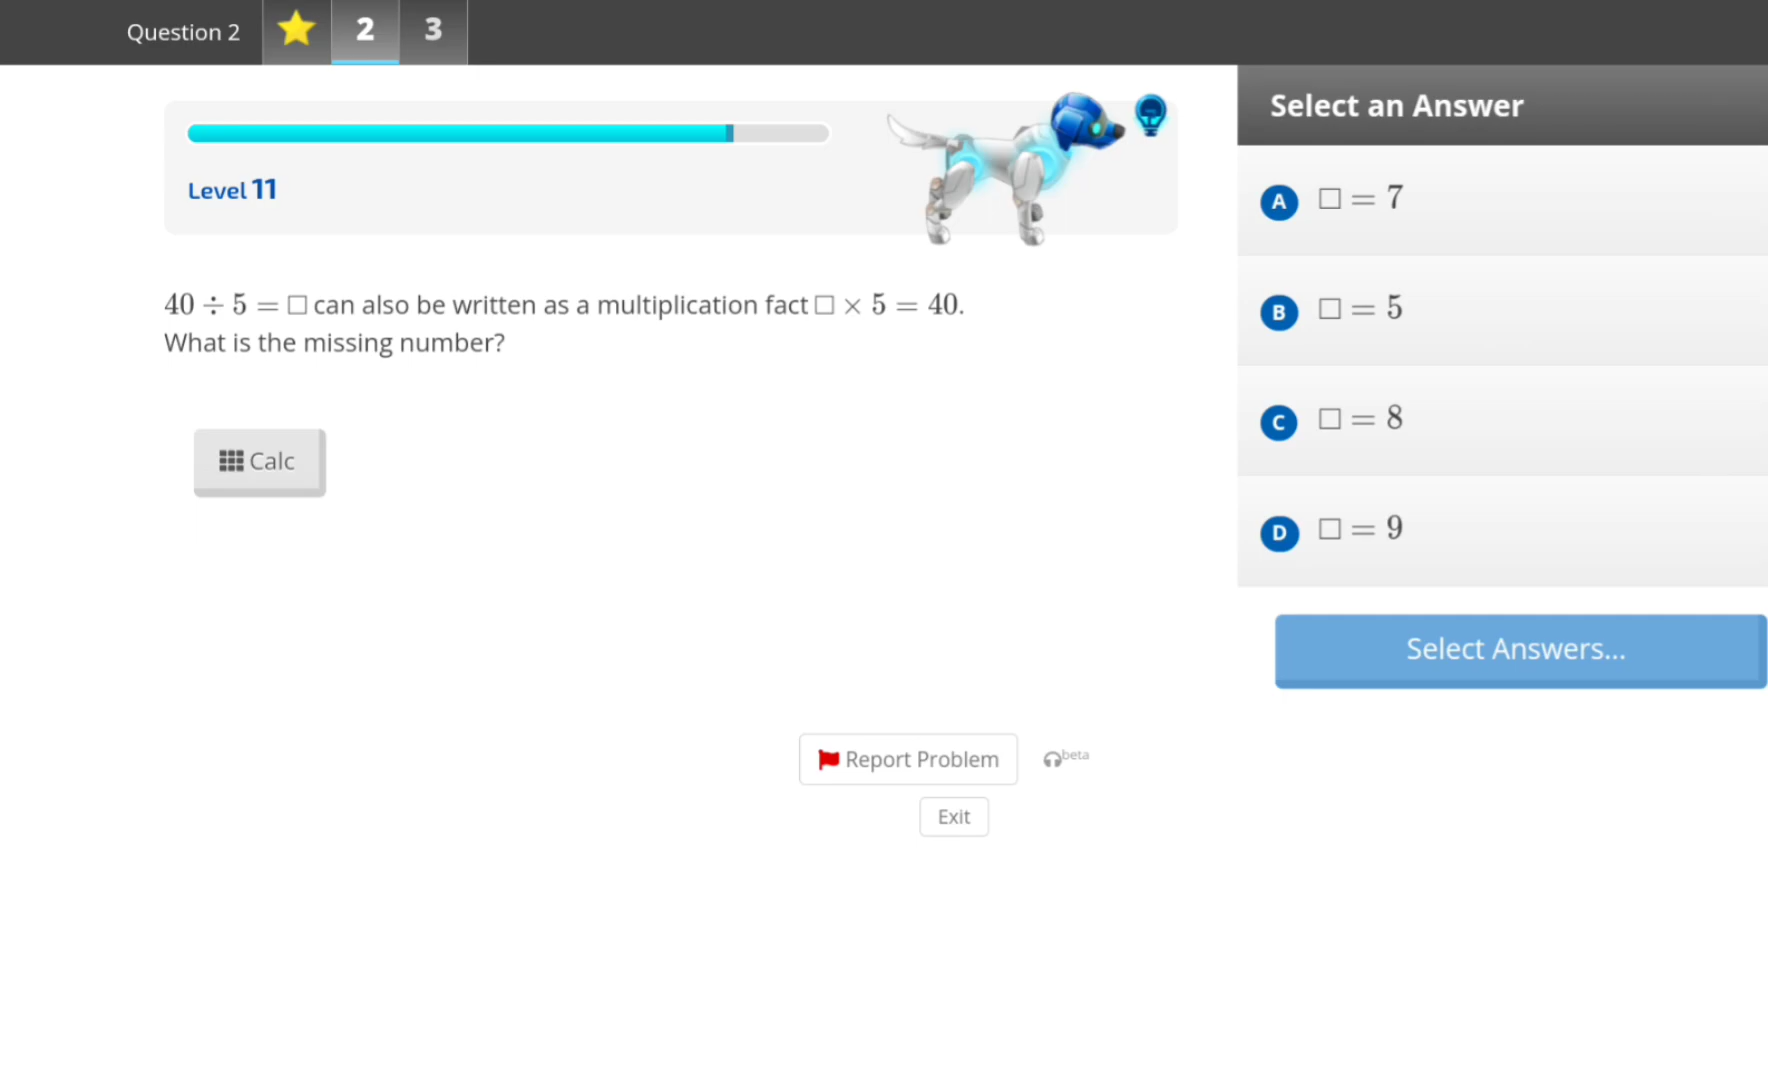 Question 2
2
3
Level 11
40 ÷ 5 = □ can also be written as a multiplication fact □ × 5 = 40.
What is the missing number?
Calc
Select an Answer
A □ = 7
B □ = 5
C □ = 8
D □ = 9
Select Answers...
Report Problem
beta
Exit